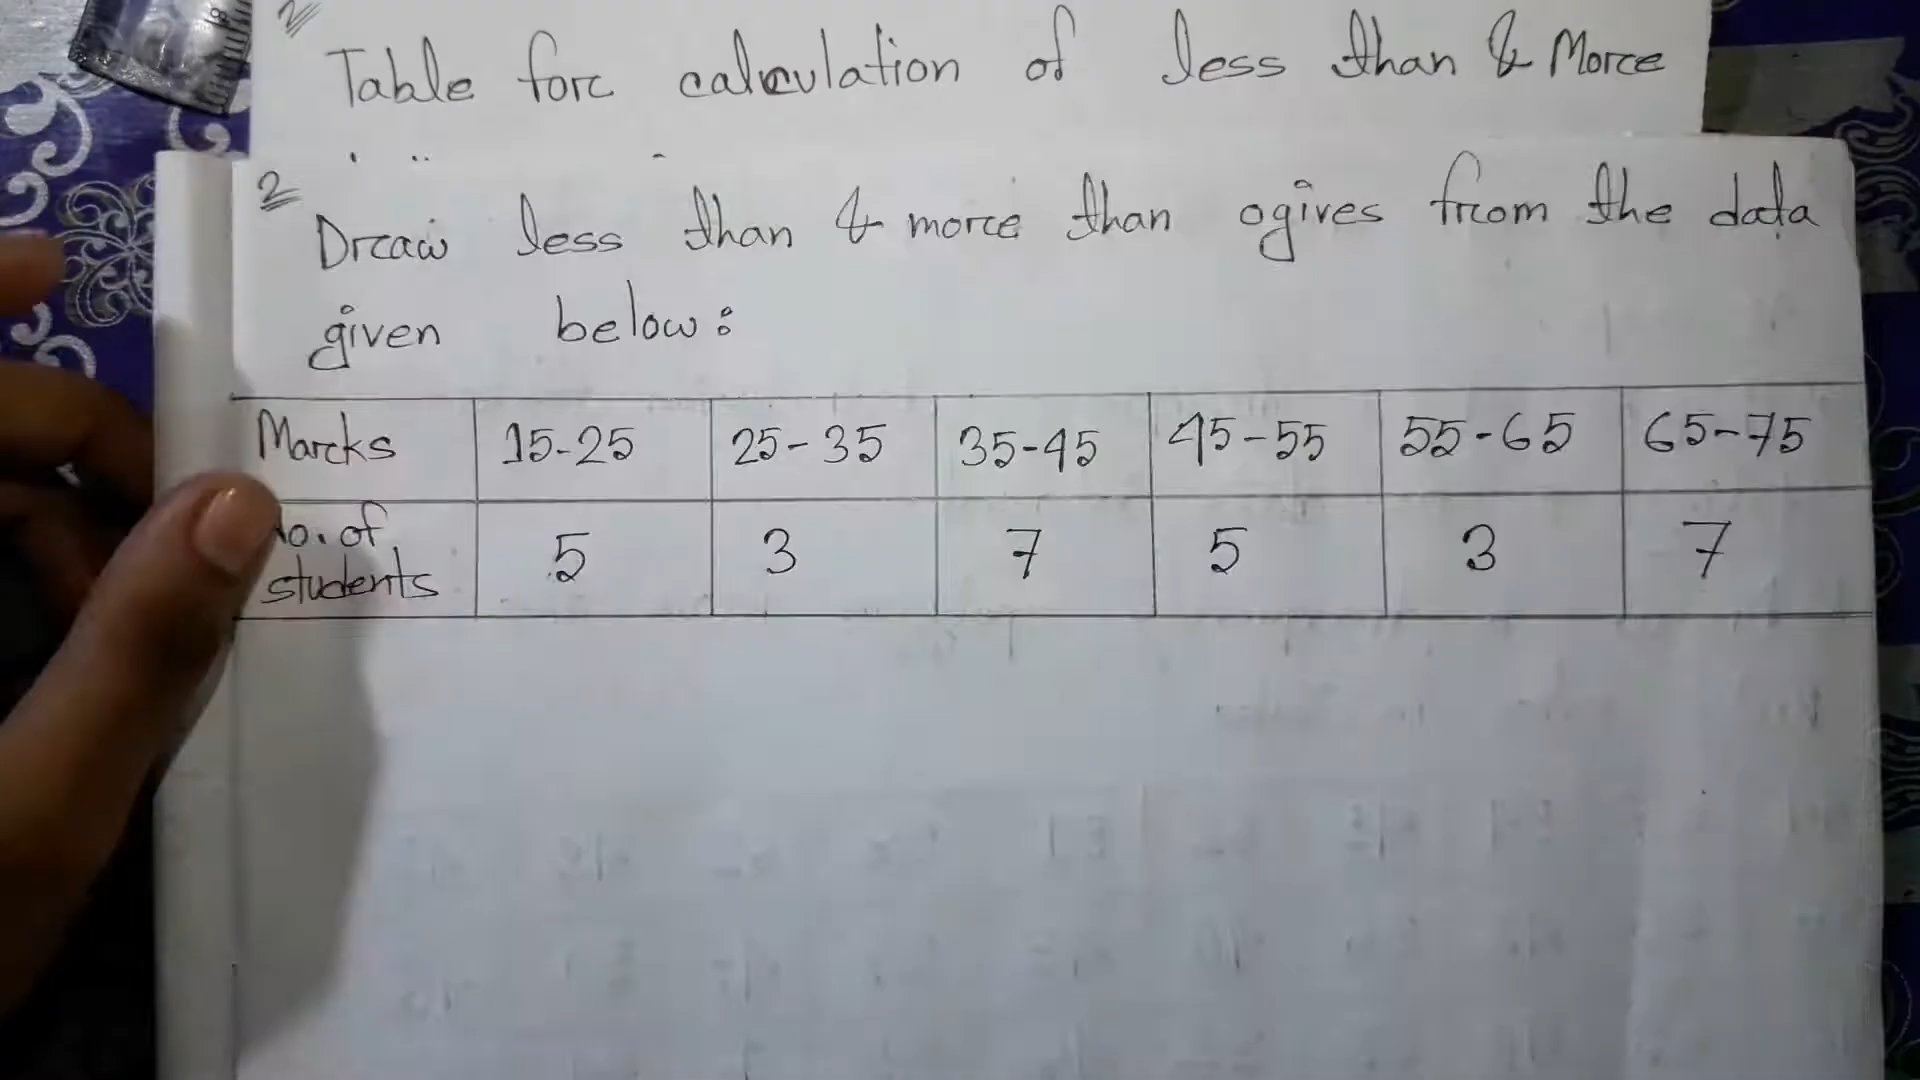 2
Table for calculation of less than & More
2
Draw less than & more than ogives from the data
given below:
Marks 15-25 25-35 35-45 45-55 55-65 65-75
No. of
students 5 3 7 5 3 7